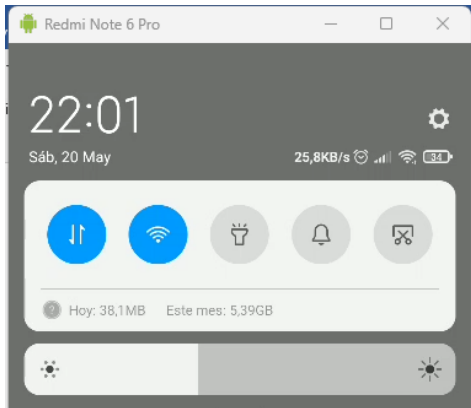 Redmi Note 6 Pro
22:01
Sáb, 20 May 25,8KB/s 34
Hoy: 38,1MB Este mes: 5,39GB